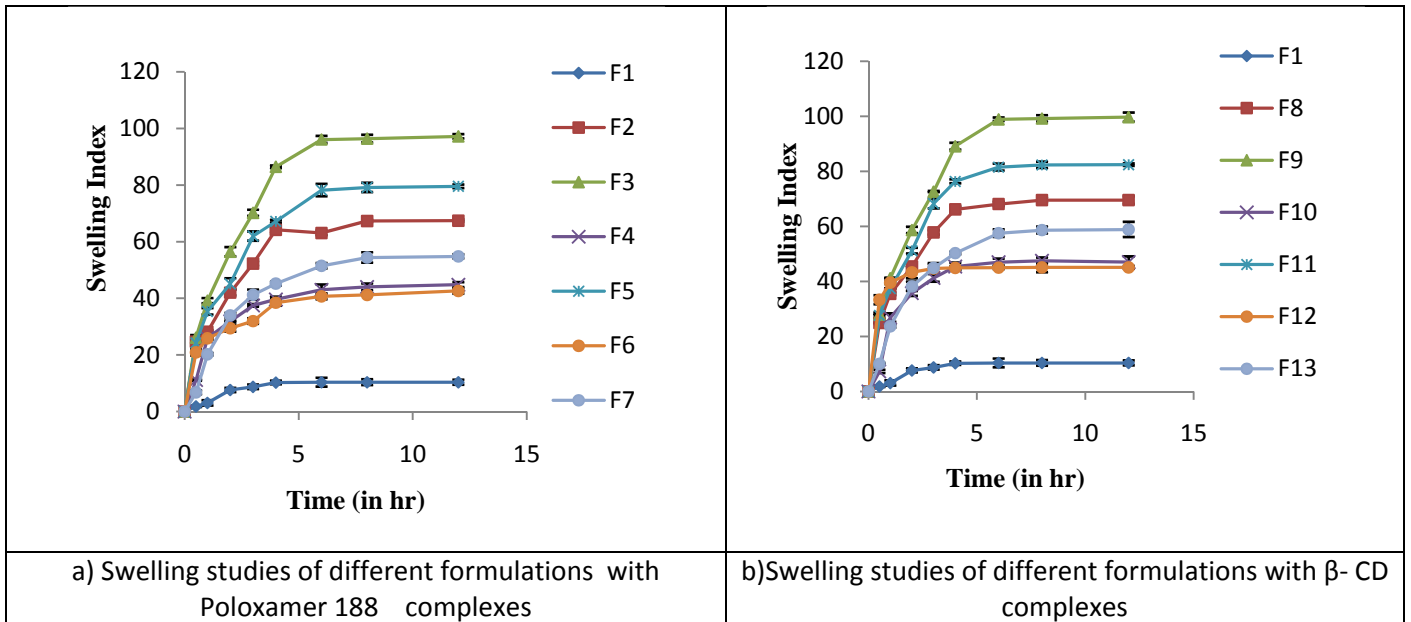 120
100
80
60
40
20
0
Swelling Index
0 5 10 15
Time (in hr)
F1
F2
F3
F4
F5
F6
F7
a) Swelling studies of different formulations with
Poloxamer 188 complexes
120
100
80
60
40
20
0
Swelling Index
0 5 10 15
Time (in hr)
F1
F8
F9
F10
F11
F12
F13
b)Swelling studies of different formulations with β- CD
complexes